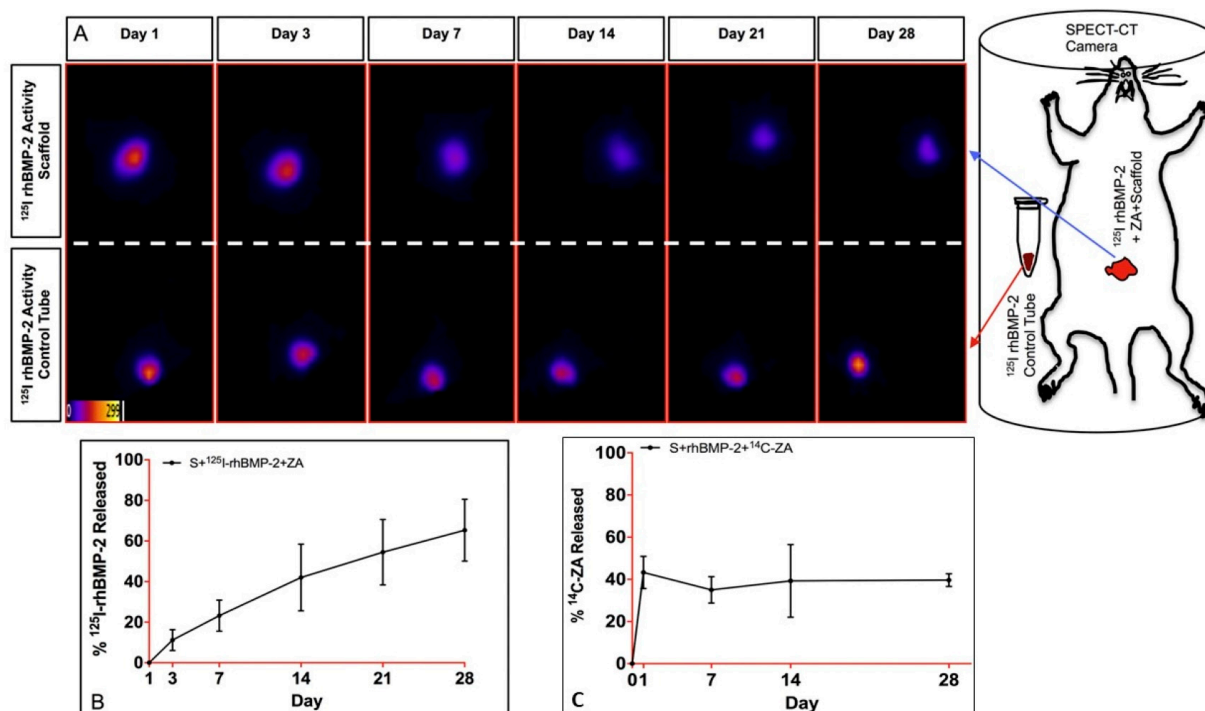 A
Day 1
Day 3
Day 7
Day 14
Day 21
Day 28
SPECT-CT
Camera
¹²⁵I rhBMP-2 Activity
Scaffold
¹²⁵I rhBMP-2 Activity
Control Tube
0 299
¹²⁵I rhBMP-2
+ ZA+Scaffold
¹²⁵I rhBMP-2
Control Tube
% ¹²⁵I-rhBMP-2 Released
100
80
60
40
20
0
S+¹²⁵I-rhBMP-2+ZA
1 3 7 14 21 28
Day
B
% ¹⁴C-ZA Released
100
80
60
40
20
0
S+rhBMP-2+¹⁴C-ZA
01 7 14 28
Day
C